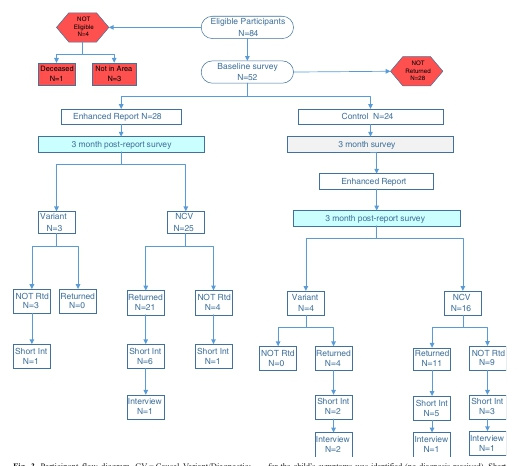 NOT
Eligible
N=4
Eligible Participants
N=84
Deceased
N=1
Not in Area
N=3
Baseline survey
N=52
NOT
Returned
N=28
Enhanced Report N=28
Control N=24
3 month post-report survey
3 month survey
Enhanced Report
3 month post-report survey
Variant
N=3
NCV
N=25
NOT Rtd
N=3
Returned
N=0
Returned
N=21
NOT Rtd
N=4
Variant
N=4
NCV
N=16
Short Int
N=1
Short Int
N=6
Short Int
N=1
NOT Rtd
N=0
Returned
N=4
Returned
N=11
NOT Rtd
N=9
Interview
N=1
Short Int
N=2
Short Int
N=5
Short Int
N=3
Interview
N=2
Interview
N=1
Interview
N=1
Fig. 2 Participant flow diagram. CV = Causal Variant/Diagnostic; for the child's symptoms was identified (no diagnosis received). Short